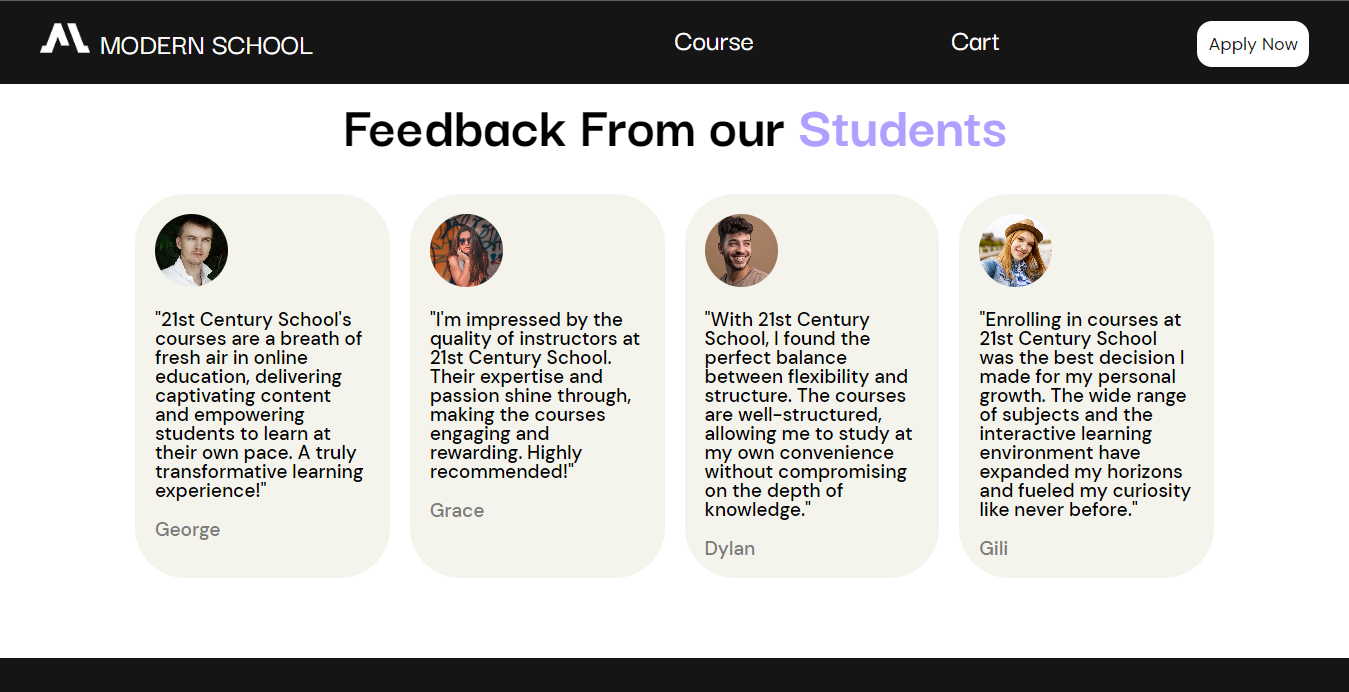 MODERN SCHOOL
Course
Cart
Apply Now
Feedback From our Students
"21st Century School's
courses are a breath of
fresh air in online
education, delivering
captivating content
and empowering
students to learn at
their own pace. A truly
transformative learning
experience!"
George
"I'm impressed by the
quality of instructors at
21st Century School.
Their expertise and
passion shine through,
making the courses
engaging and
rewarding. Highly
recommended!"
Grace
"With 21st Century
School, I found the
perfect balance
between flexibility and
structure. The courses
are well-structured,
allowing me to study at
my own convenience
without compromising
on the depth of
knowledge."
Dylan
"Enrolling in courses at
21st Century School
was the best decision I
made for my personal
growth. The wide range
of subjects and the
interactive learning
environment have
expanded my horizons
and fueled my curiosity
like never before."
Gili